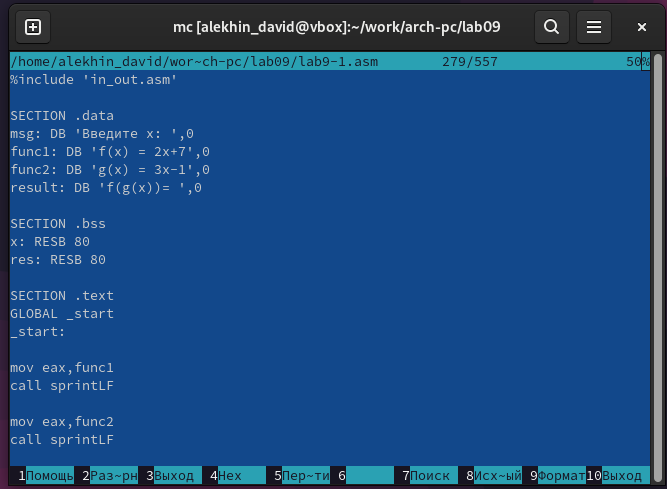 mc [alekhin_david@vbox]:~/work/arch-pc/lab09
/home/alekhin_david/wor~ch-pc/lab09/lab9-1.asm 279/557 50%
%include 'in_out.asm'
SECTION .data
msg: DB 'Введите x: ',0
func1: DB 'f(x) = 2x+7',0
func2: DB 'g(x) = 3x-1',0
result: DB 'f(g(x))= ',0
SECTION .bss
x: RESB 80
res: RESB 80
SECTION .text
GLOBAL _start
_start:
mov eax,func1
call sprintLF
mov eax,func2
call sprintLF
1Помощь 2Раз~рн 3Выход 4Hex 5Пер~ти 6 7Поиск 8Исх~ый 9Формат 10Выход